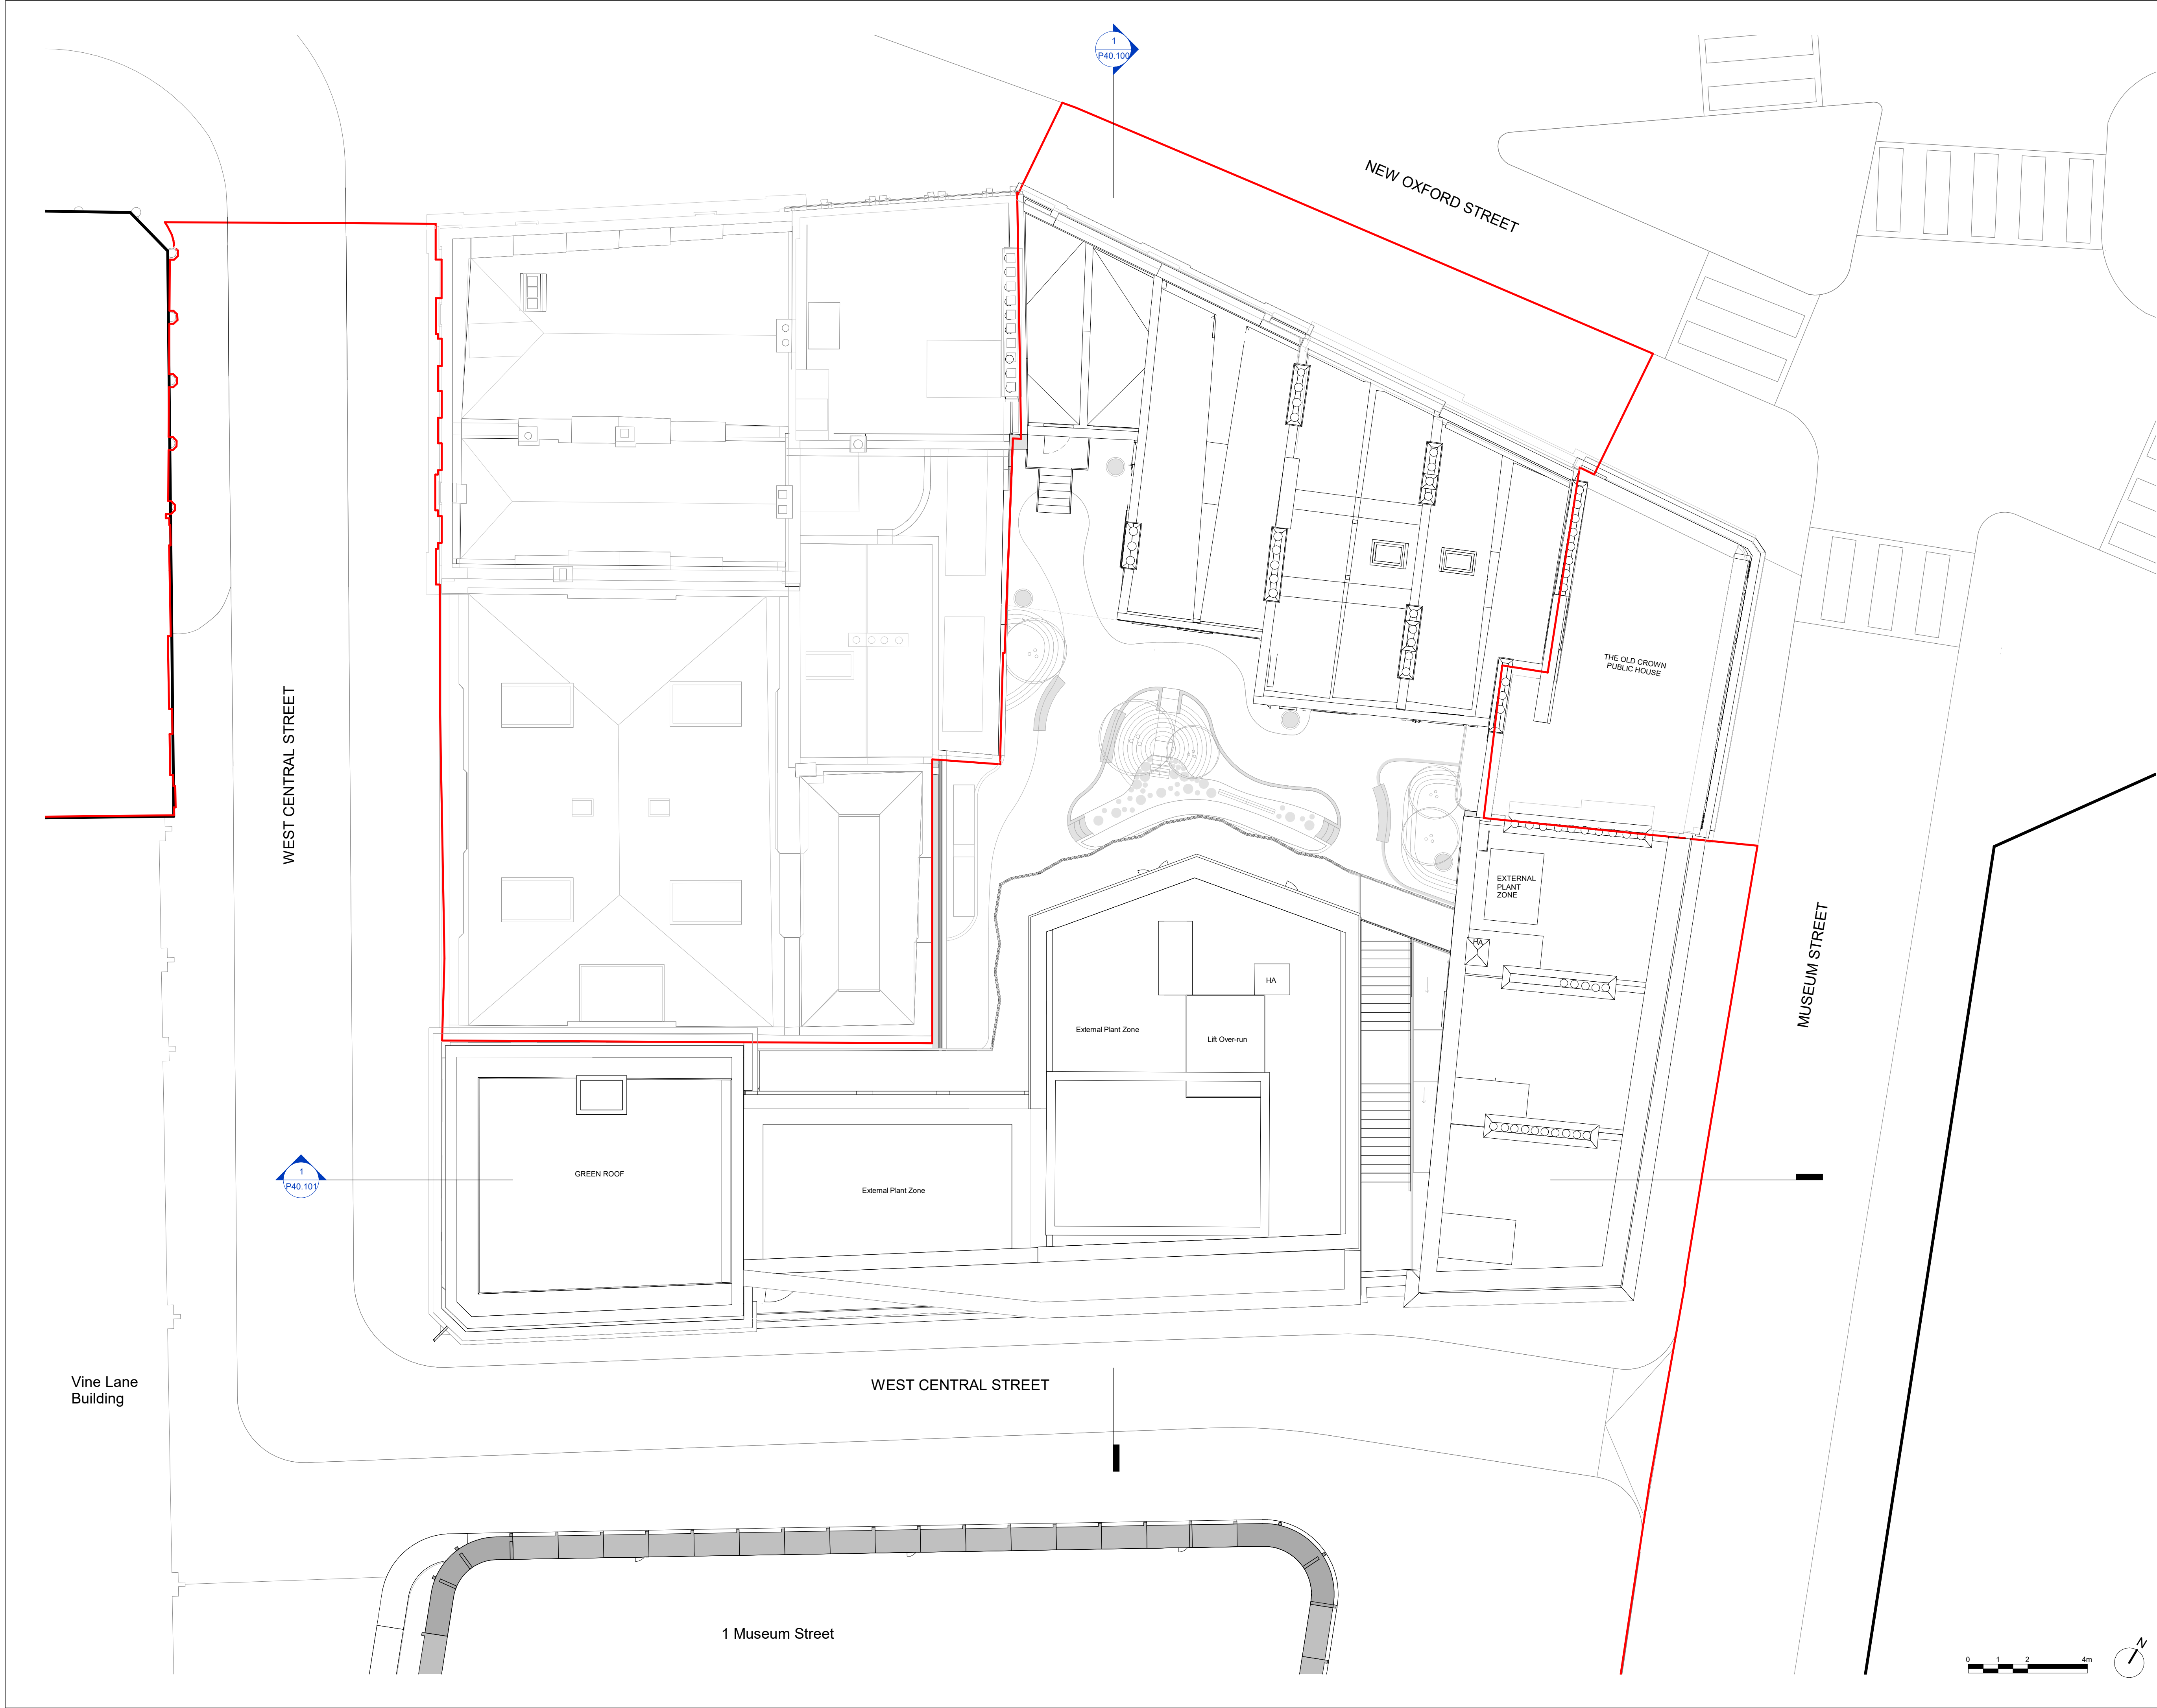 1
P40.100
NEW OXFORD STREET
THE OLD CROWN
PUBLIC HOUSE
WEST CENTRAL STREET
EXTERNAL
PLANT
ZONE
HA
HA
MUSEUM STREET
External Plant Zone
Lift Over-run
1
P40.101
GREEN ROOF
External Plant Zone
Vine Lane
Building
WEST CENTRAL STREET
1 Museum Street
0 1 2 4m
N